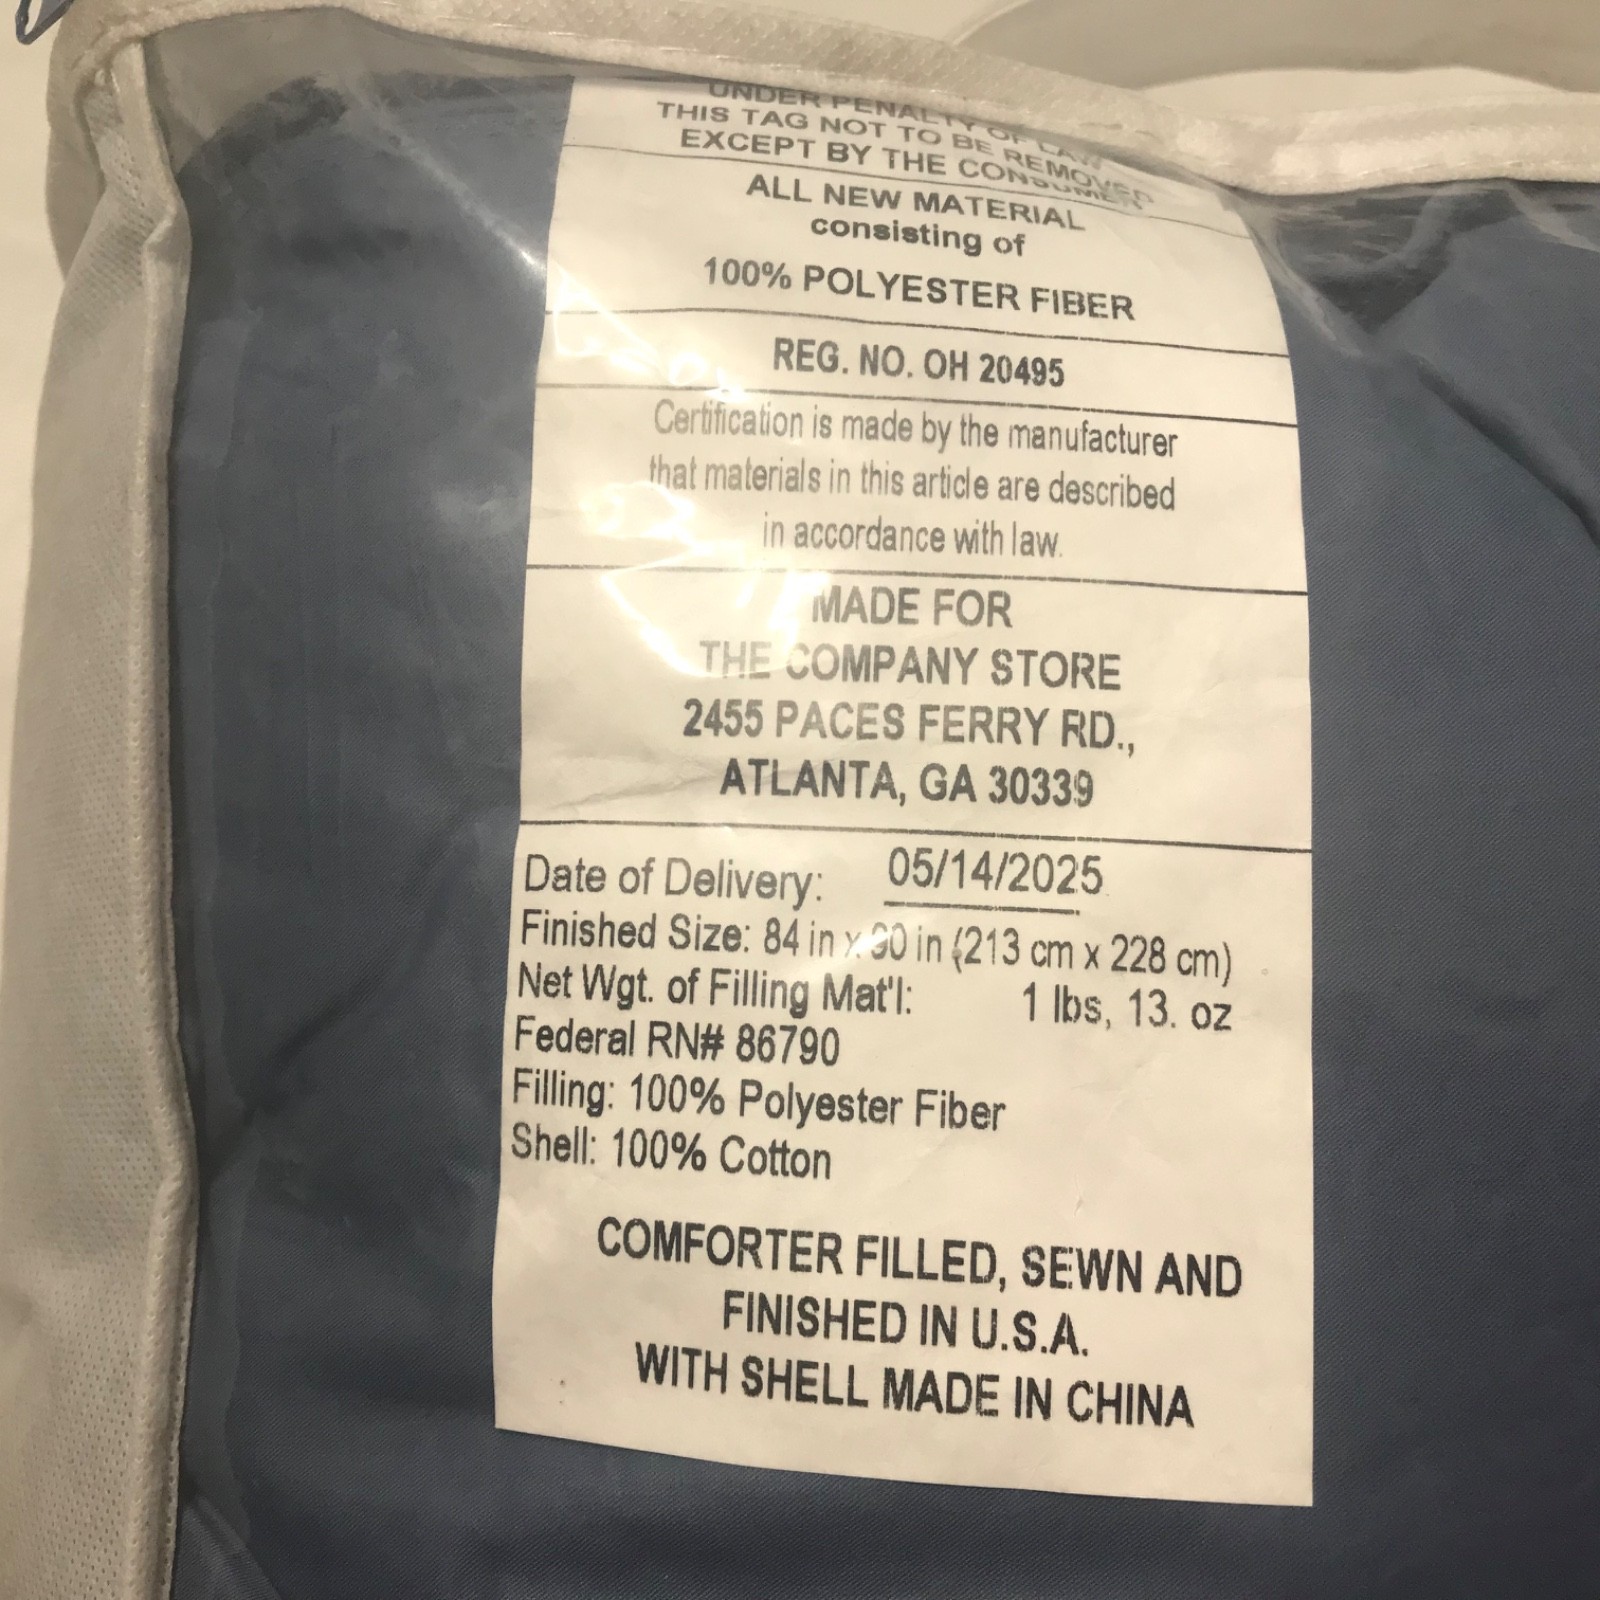 UNDER PENALTY OF LAW
THIS TAG NOT TO BE REMOVED
EXCEPT BY THE CONSUMER
ALL NEW MATERIAL
consisting of
100% POLYESTER FIBER
REG. NO. OH 20495
Certification is made by the manufacturer
that materials in this article are described
in accordance with law.
MADE FOR
THE COMPANY STORE
2455 PACES FERRY RD.,
ATLANTA, GA 30339
Date of Delivery: 05/14/2025
Finished Size: 84 in x 90 in (213 cm x 228 cm)
Net Wgt. of Filling Mat'l: 1 lbs, 13. oz
Federal RN# 86790
Filling: 100% Polyester Fiber
Shell: 100% Cotton
COMFORTER FILLED, SEWN AND
FINISHED IN U.S.A.
WITH SHELL MADE IN CHINA